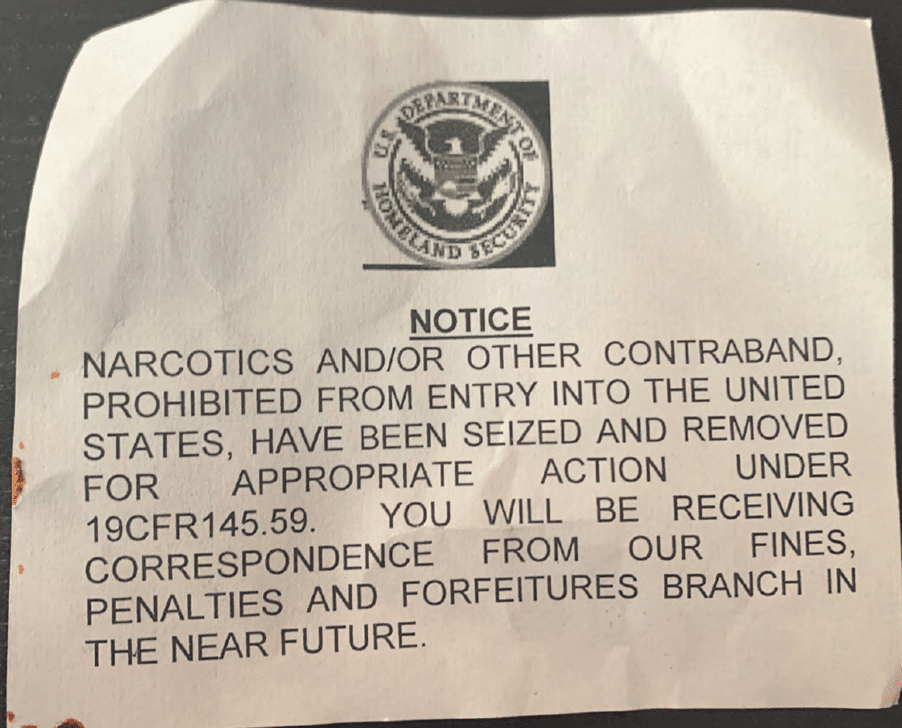 U.S. DEPARTMENT OF
HOMELAND SECURITY
NOTICE
NARCOTICS AND/OR OTHER CONTRABAND,
PROHIBITED FROM ENTRY INTO THE UNITED
STATES, HAVE BEEN SEIZED AND REMOVED
FOR APPROPRIATE ACTION UNDER
19CFR145.59. YOU WILL BE RECEIVING
CORRESPONDENCE FROM OUR FINES,
PENALTIES AND FORFEITURES BRANCH IN
THE NEAR FUTURE.